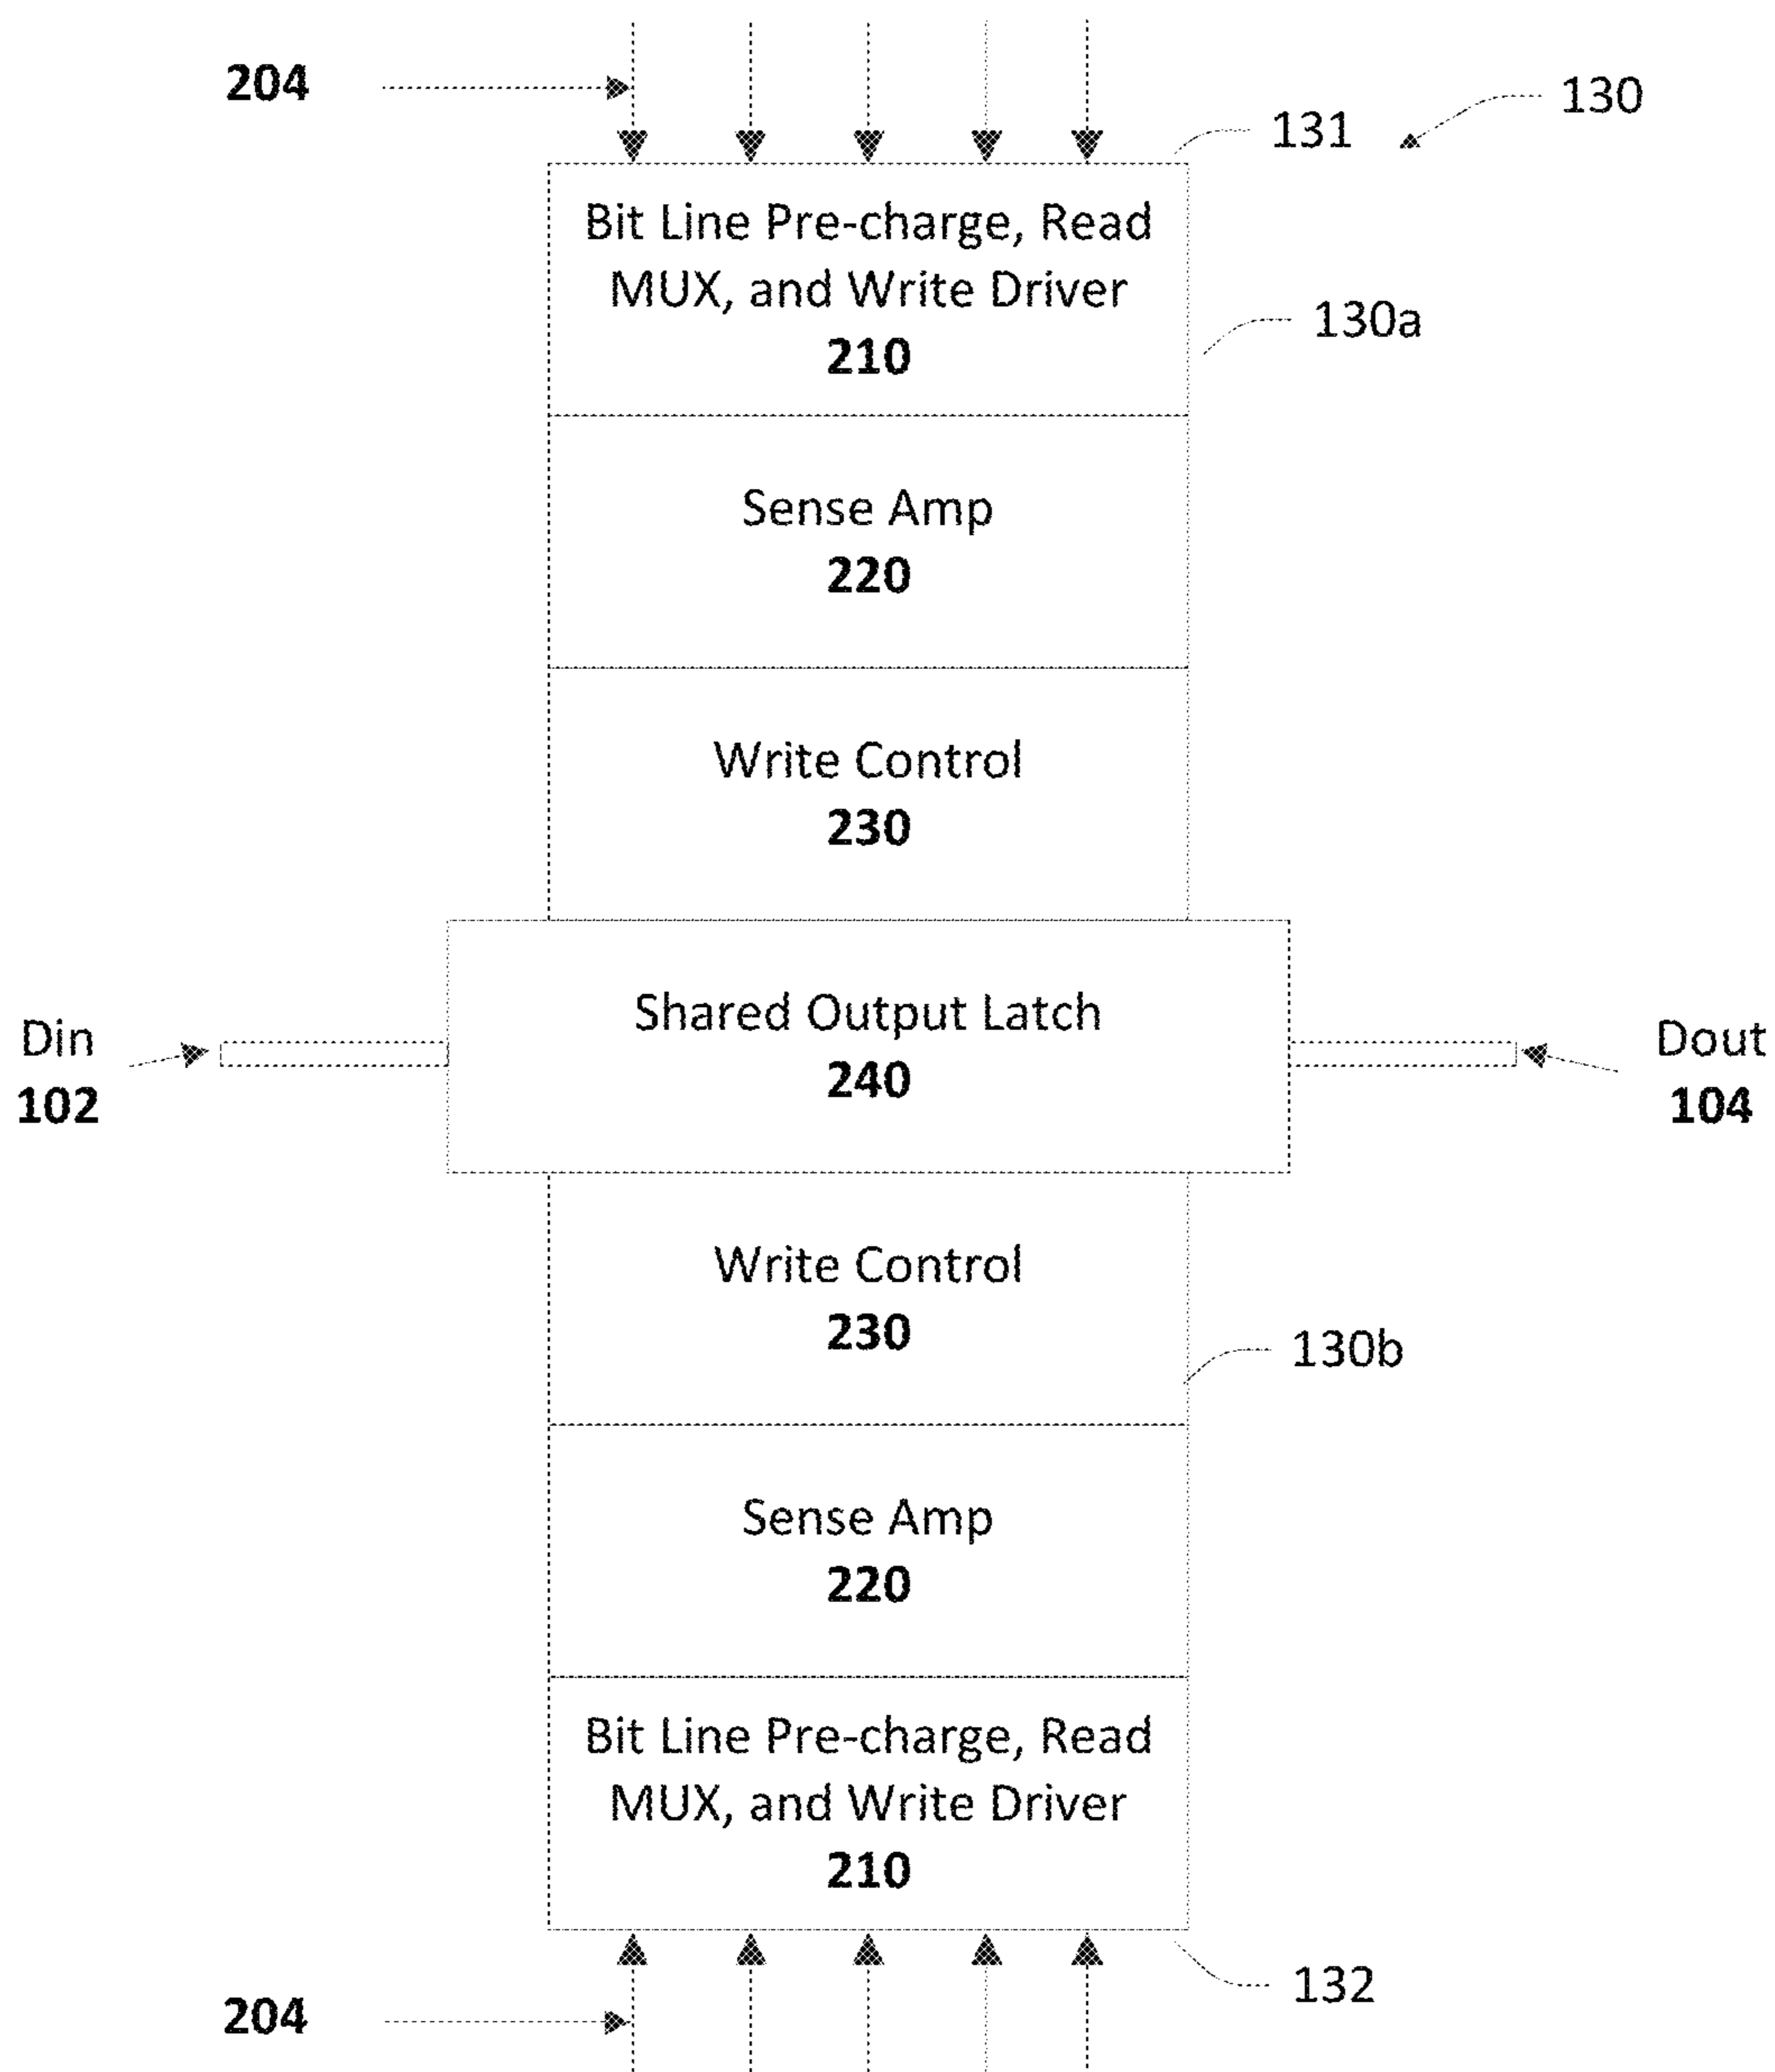 204
130
131
Bit Line Pre-charge, Read
MUX, and Write Driver
210
130a
Sense Amp
220
Write Control
230
Din
102
Shared Output Latch
240
Dout
104
Write Control
230
130b
Sense Amp
220
Bit Line Pre-charge, Read
MUX, and Write Driver
210
132
204